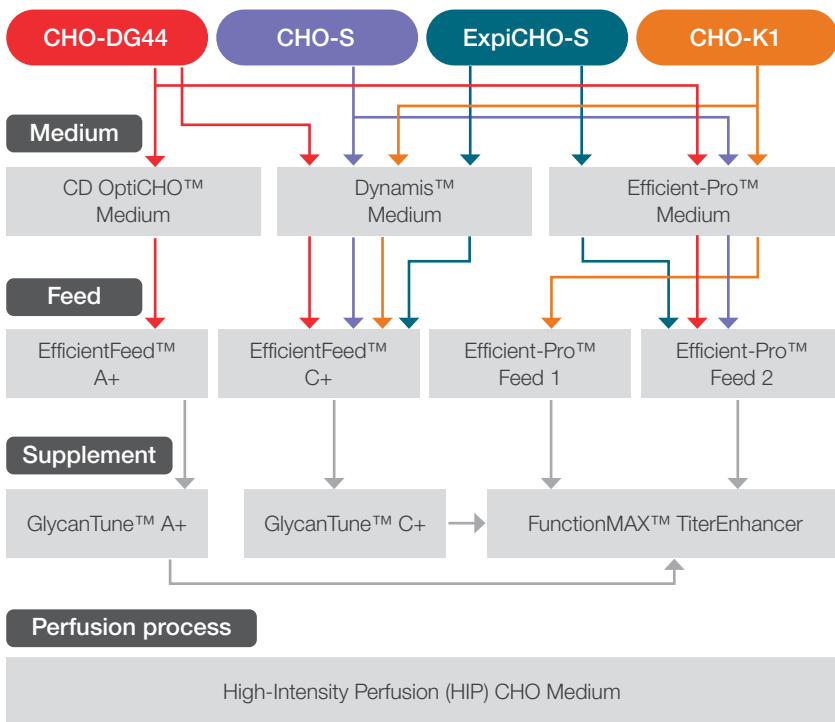 CHO-DG44
CHO-S
ExpiCHO-S
CHO-K1
Medium
CD OptiCHO™
Medium
Dynamis™
Medium
Efficient-Pro™
Medium
Feed
EfficientFeed™
A+
EfficientFeed™
C+
Efficient-Pro™
Feed 1
Efficient-Pro™
Feed 2
Supplement
GlycanTune™ A+
GlycanTune™ C+
FunctionMAX™ TiterEnhancer
Perfusion process
High-Intensity Perfusion (HIP) CHO Medium